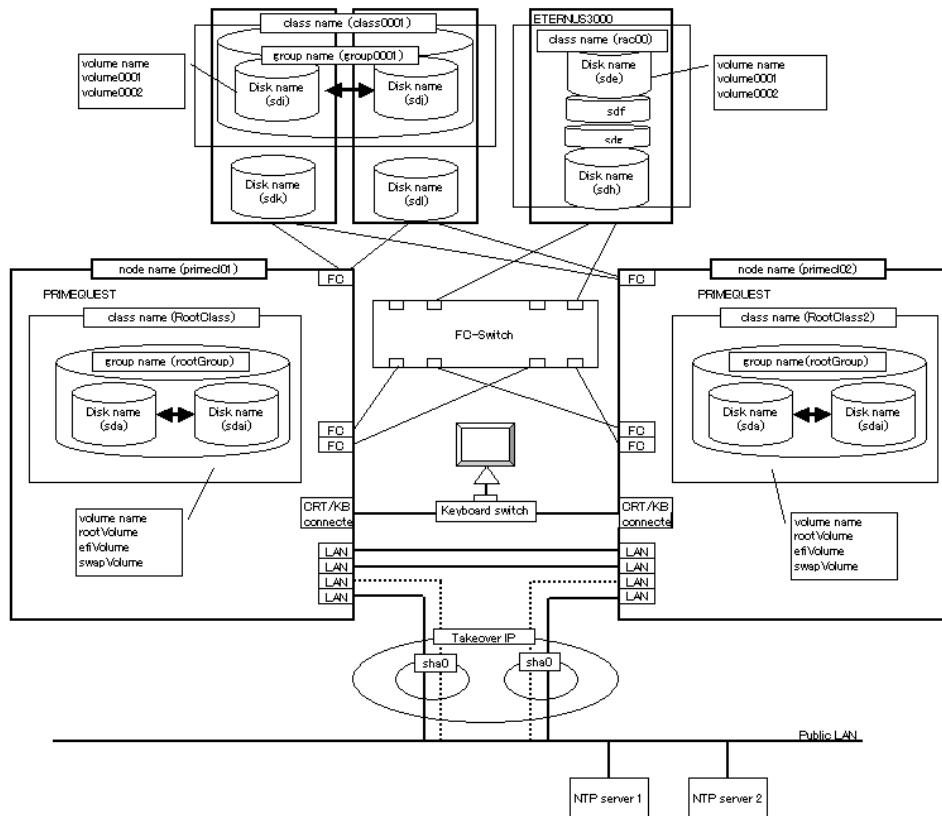 class name (class0001)
group name (group0001)
volume name
volume0001
volume0002
Disk name
(sdi)
Disk name
(sdj)
Disk name
(sdk)
Disk name
(sdl)
ETERNUS3000
class name (rac00)
Disk name
(sde)
sdf
sdg
Disk name
(sdh)
volume name
volume0001
volume0002
node name (primecl01)
FC
PRIMEQUEST
class name (RootClass)
group name (rootGroup)
Disk name
(sda)
Disk name
(sdai)
volume name
rootVolume
efiVolume
swapVolume
FC
FC
CRT/KB
connecte
LAN
LAN
LAN
LAN
FC-Switch
Keyboard switch
node name (primecl02)
FC
PRIMEQUEST
class name (RootClass2)
group name(rootGroup)
Disk name
(sda)
Disk name
(sdai)
volume name
rootVolume
efiVolume
swapVolume
FC
FC
CRT/KB
connecte
LAN
LAN
LAN
LAN
Takeover IP
sha0
sha0
Public LAN
NTP server 1
NTP server 2